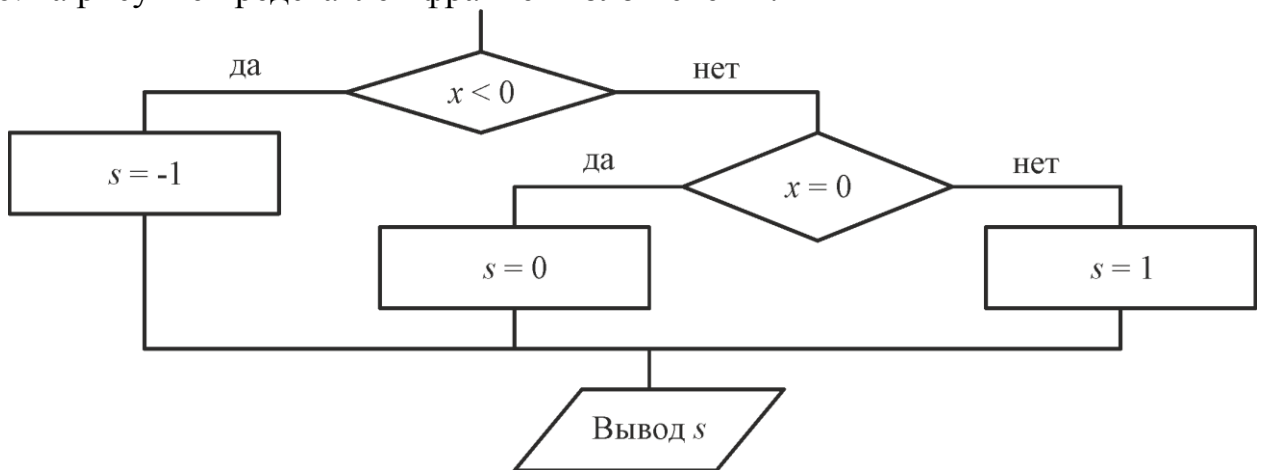 да
x < 0
нет
s = -1
да
x = 0
нет
s = 0
s = 1
Вывод s